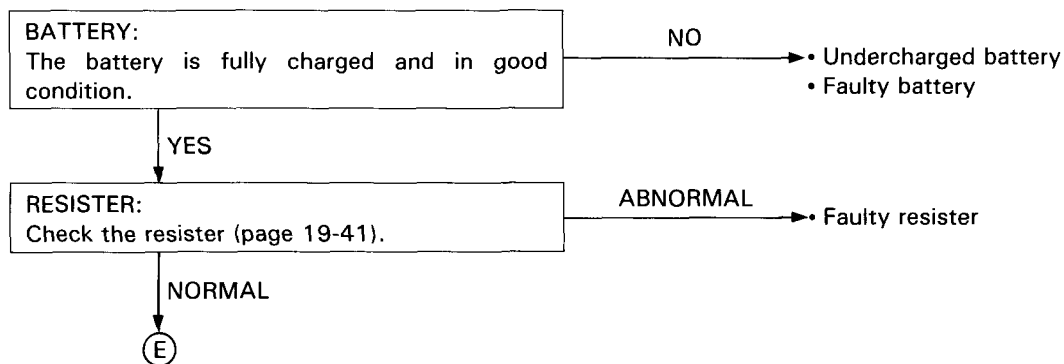 BATTERY:
The battery is fully charged and in good
condition.
NO
• Undercharged battery
• Faulty battery
YES
RESISTER:
Check the resister (page 19-41).
ABNORMAL
• Faulty resister
NORMAL
E